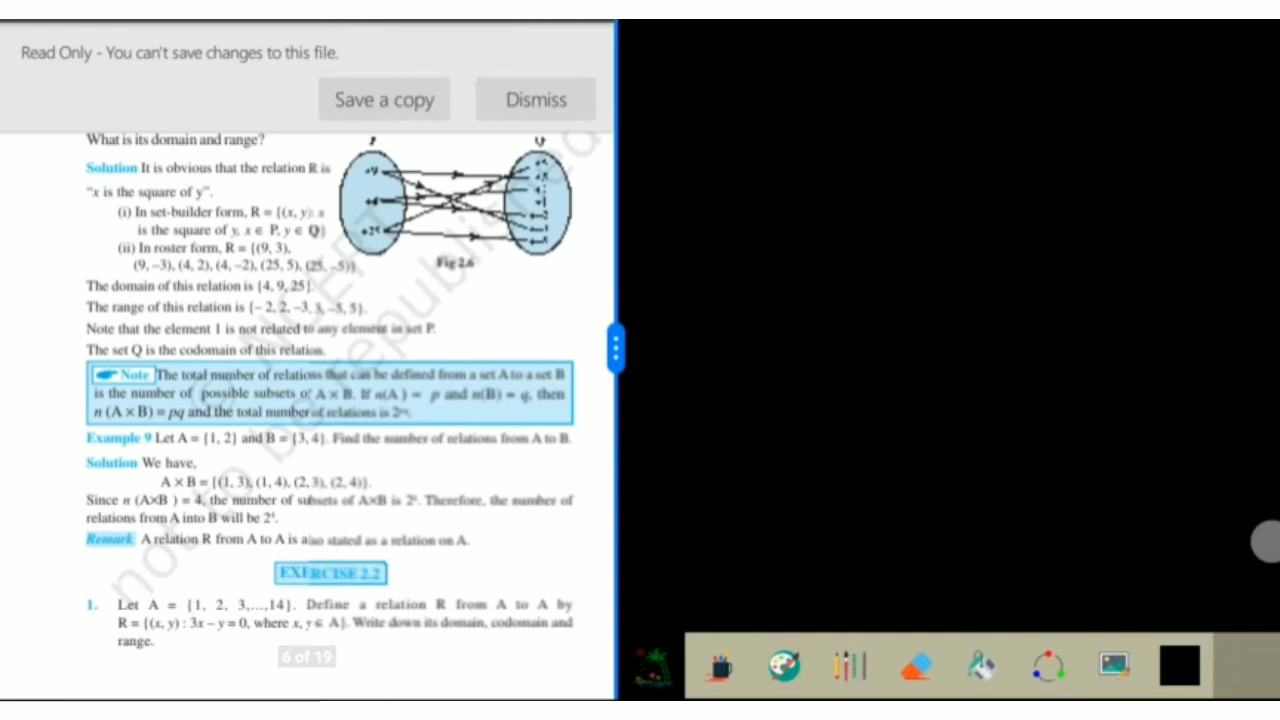 Read Only - You can't save changes to this file.
Save a copy
Dismiss
What is its domain and range?
Solution It is obvious that the relation R is
“x is the square of y”.
(i) In set-builder form, R = {(x, y): x
is the square of y, x ∈ P, y ∈ Q}
(ii) In roster form, R = {(9, 3),
(9, –3), (4, 2), (4, –2), (25, 5), (25, –5)}
Fig 2.6
The domain of this relation is {4, 9, 25}.
The range of this relation is {– 2, 2, –3, 3, –5, 5}.
Note that the element 1 is not related to any element in set P.
The set Q is the codomain of this relation.
Note The total number of relations that can be defined from a set A to a set B
is the number of possible subsets of A × B. If n(A) = p and n(B) = q, then
n (A × B) = pq and the total number of relations is 2
Example 9 Let A = {1, 2} and B = {3, 4}. Find the number of relations from A to B.
Solution We have,
A × B = {(1, 3), (1, 4), (2, 3), (2, 4)}.
Since n (A×B ) = 4, the number of subsets of A×B is 2⁴. Therefore, the number of
relations from A into B will be 2⁴.
Remark A relation R from A to A is also stated as a relation on A.
EXERCISE 2.2
1. Let A = {1, 2, 3,...,14}. Define a relation R from A to A by
R = {(x, y) : 3x – y = 0, where x, y ∈ A}. Write down its domain, codomain and
range.
6 of 19
© NCERT
not to be republished